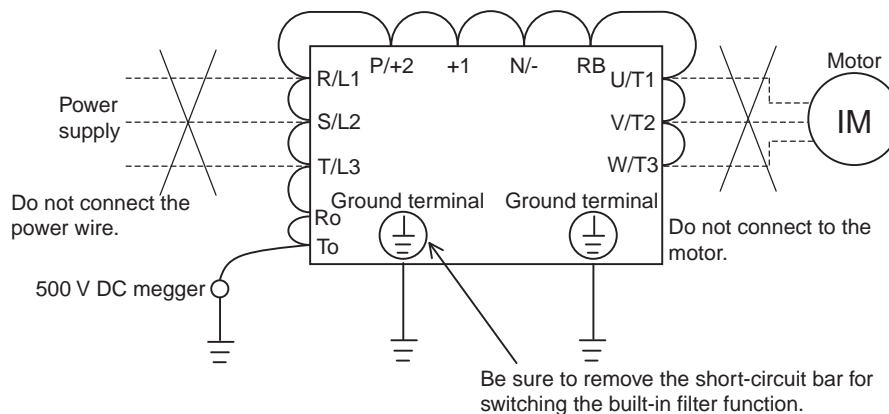 P/+2 +1 N/- RB Motor
R/L1 U/T1
Power
supply
S/L2 V/T2 IM
T/L3 W/T3
Do not connect the
power wire.
Ground terminal Ground terminal
Do not connect to the
motor.
Ro
To
500 V DC megger
Be sure to remove the short-circuit bar for
switching the built-in filter function.